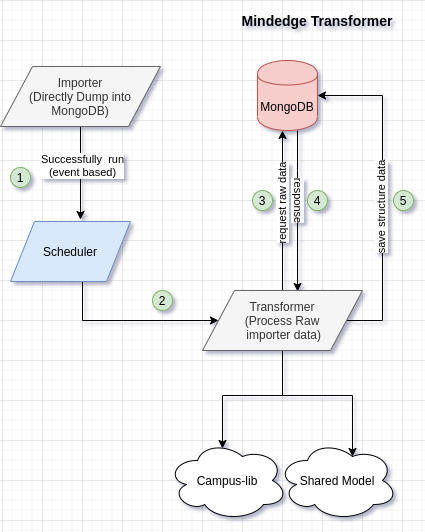 Mindedge Transformer
Importer
(Directly Dump into
MongoDB)
MongoDB
Successfully run
(event based)
1
Scheduler
request raw data
response
save structure data
3
4
5
2
Transformer
(Process Raw
importer data)
Campus-lib
Shared Model